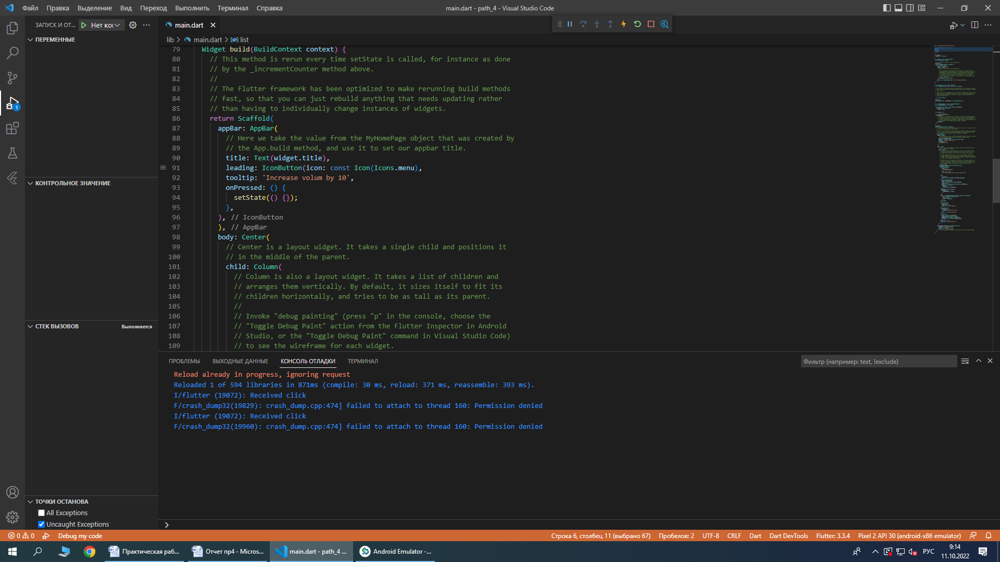 Файл Правка Выделение Вид Переход Выполнить Терминал Справка
main.dart - path_4 - Visual Studio Code
ЗАПУСК И ОТ... Нет ко
main.dart
lib > main.dart > list
ПЕРЕМЕННЫЕ
КОНТРОЛЬНОЕ ЗНАЧЕНИЕ
СТЕК ВЫЗОВОВ Выполняется
ТОЧКИ ОСТАНОВА
All Exceptions
Uncaught Exceptions
1
79 Widget build(BuildContext context) {
80 // This method is rerun every time setState is called, for instance as done
81 // by the _incrementCounter method above.
82 //
83 // The Flutter framework has been optimized to make rerunning build methods
84 // fast, so that you can just rebuild anything that needs updating rather
85 // than having to individually change instances of widgets.
86 return Scaffold(
87 appBar: AppBar(
88 // Here we take the value from the MyHomePage object that was created by
89 // the App.build method, and use it to set our appbar title.
90 title: Text(widget.title),
91 leading: IconButton(icon: const Icon(Icons.menu),
92 tooltip: 'Increase volum by 10',
93 onPressed: () {
94 setState(() {});
95 },
96 ), // IconButton
97 ), // AppBar
98 body: Center(
99 // Center is a layout widget. It takes a single child and positions it
100 // in the middle of the parent.
101 child: Column(
102 // Column is also a layout widget. It takes a list of children and
103 // arranges them vertically. By default, it sizes itself to fit its
104 // children horizontally, and tries to be as tall as its parent.
105 //
106 // Invoke "debug painting" (press "p" in the console, choose the
107 // "Toggle Debug Paint" action from the Flutter Inspector in Android
108 // Studio, or the "Toggle Debug Paint" command in Visual Studio Code)
109 // to see the wireframe for each widget.
ПРОБЛЕМЫ ВЫХОДНЫЕ ДАННЫЕ КОНСОЛЬ ОТЛАДКИ ТЕРМИНАЛ
Фильтр (например: text, !exclude)
Reload already in progress, ignoring request
Reloaded 1 of 594 libraries in 871ms (compile: 30 ms, reload: 371 ms, reassemble: 393 ms).
I/flutter (19072): Received click
F/crash_dump32(19829): crash_dump.cpp:474] failed to attach to thread 160: Permission denied
I/flutter (19072): Received click
F/crash_dump32(19960): crash_dump.cpp:474] failed to attach to thread 160: Permission denied
0 0 Debug my code
Строка 6, столбец 11 (выбрано 67) Пробелов: 2 UTF-8 CRLF Dart Dart DevTools Flutter: 3.3.4 Pixel 2 API 30 (android-x86 emulator)
Практическая раб... Отчет пр4 - Micros... main.dart - path_4 ... Android Emulator -...
РУС
9:14
11.10.2022